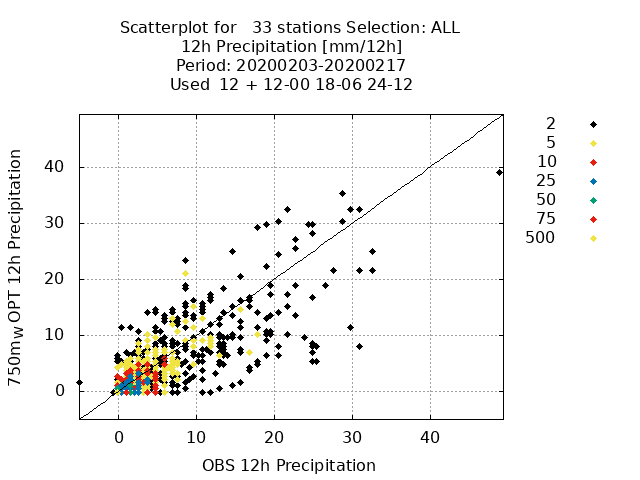 Scatterplot for   33 stations Selection: ALL
12h Precipitation [mm/12h]
Period: 20200203-20200217
Used  12 + 12-00 18-06 24-12
750m_W OPT 12h Precipitation
40
30
20
10
0
0 10 20 30 40
OBS 12h Precipitation
2
5
10
25
50
75
500